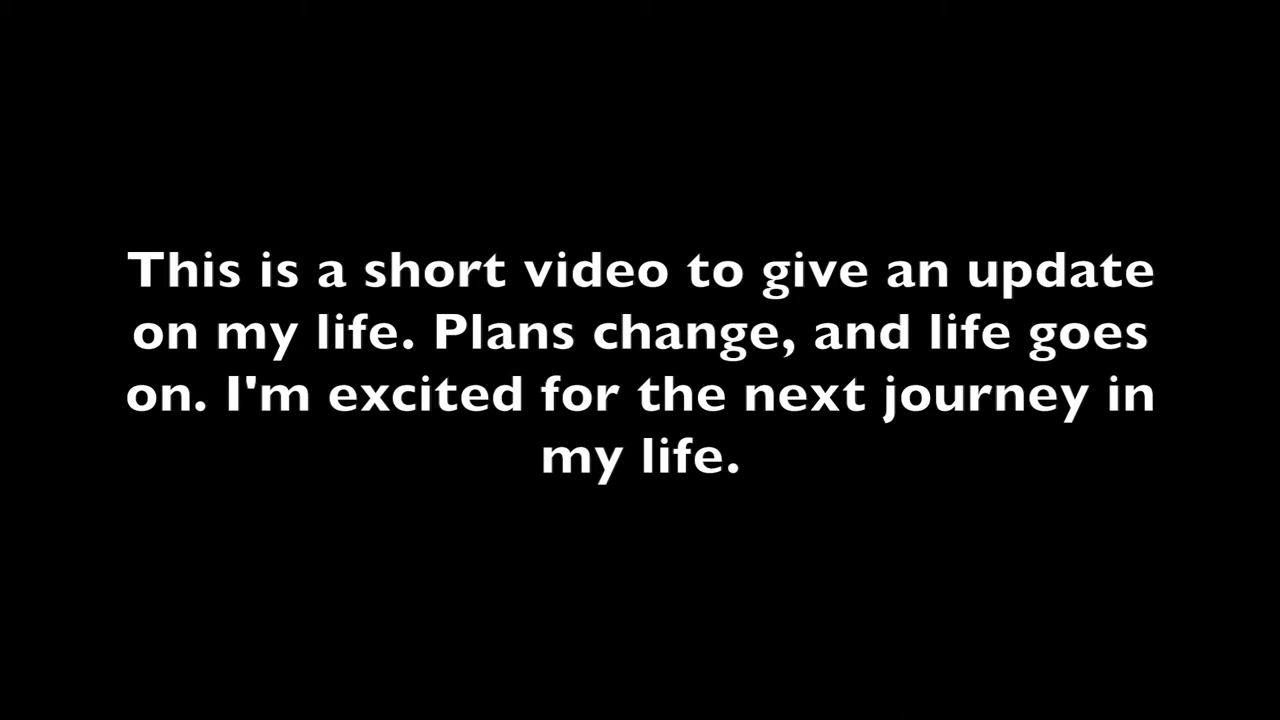 This is a short video to give an update
on my life. Plans change, and life goes
on. I'm excited for the next journey in
my life.